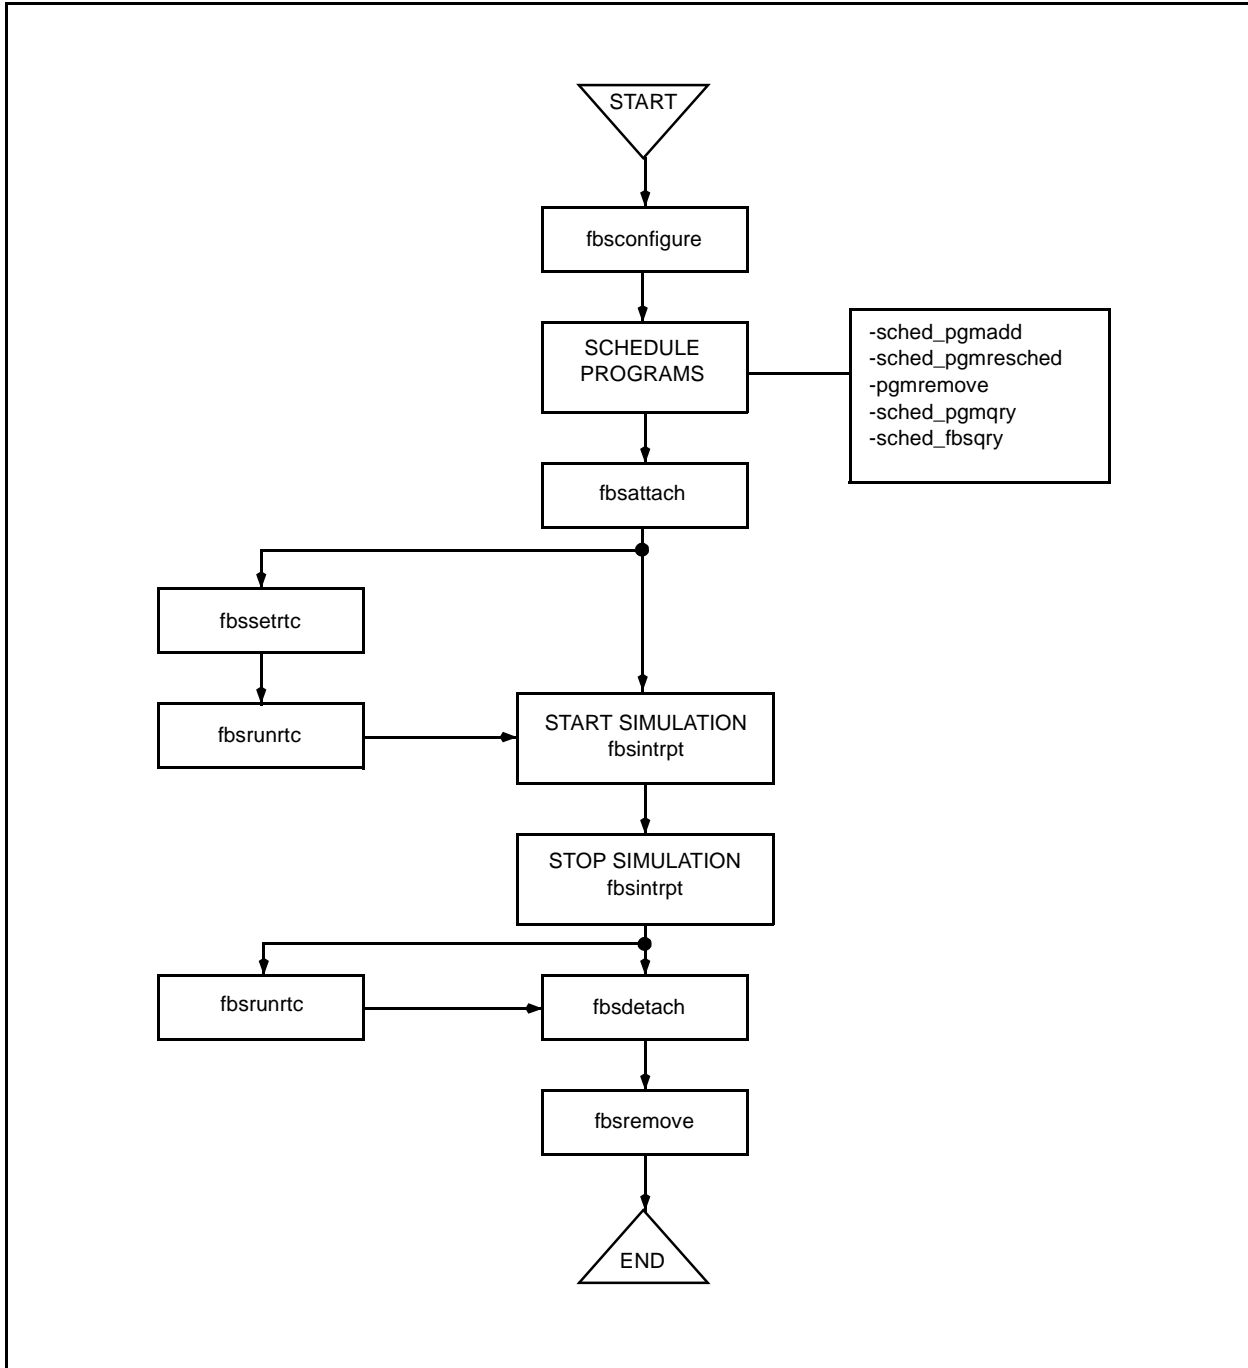 START
fbsconfigure
SCHEDULE
PROGRAMS
-sched_pgmadd
-sched_pgmresched
-pgmremove
-sched_pgmqry
-sched_fbsqry
fbsattach
fbssetrtc
fbsrunrtc
START SIMULATION
fbsintrpt
STOP SIMULATION
fbsintrpt
fbsrunrtc
fbsdetach
fbsremove
END